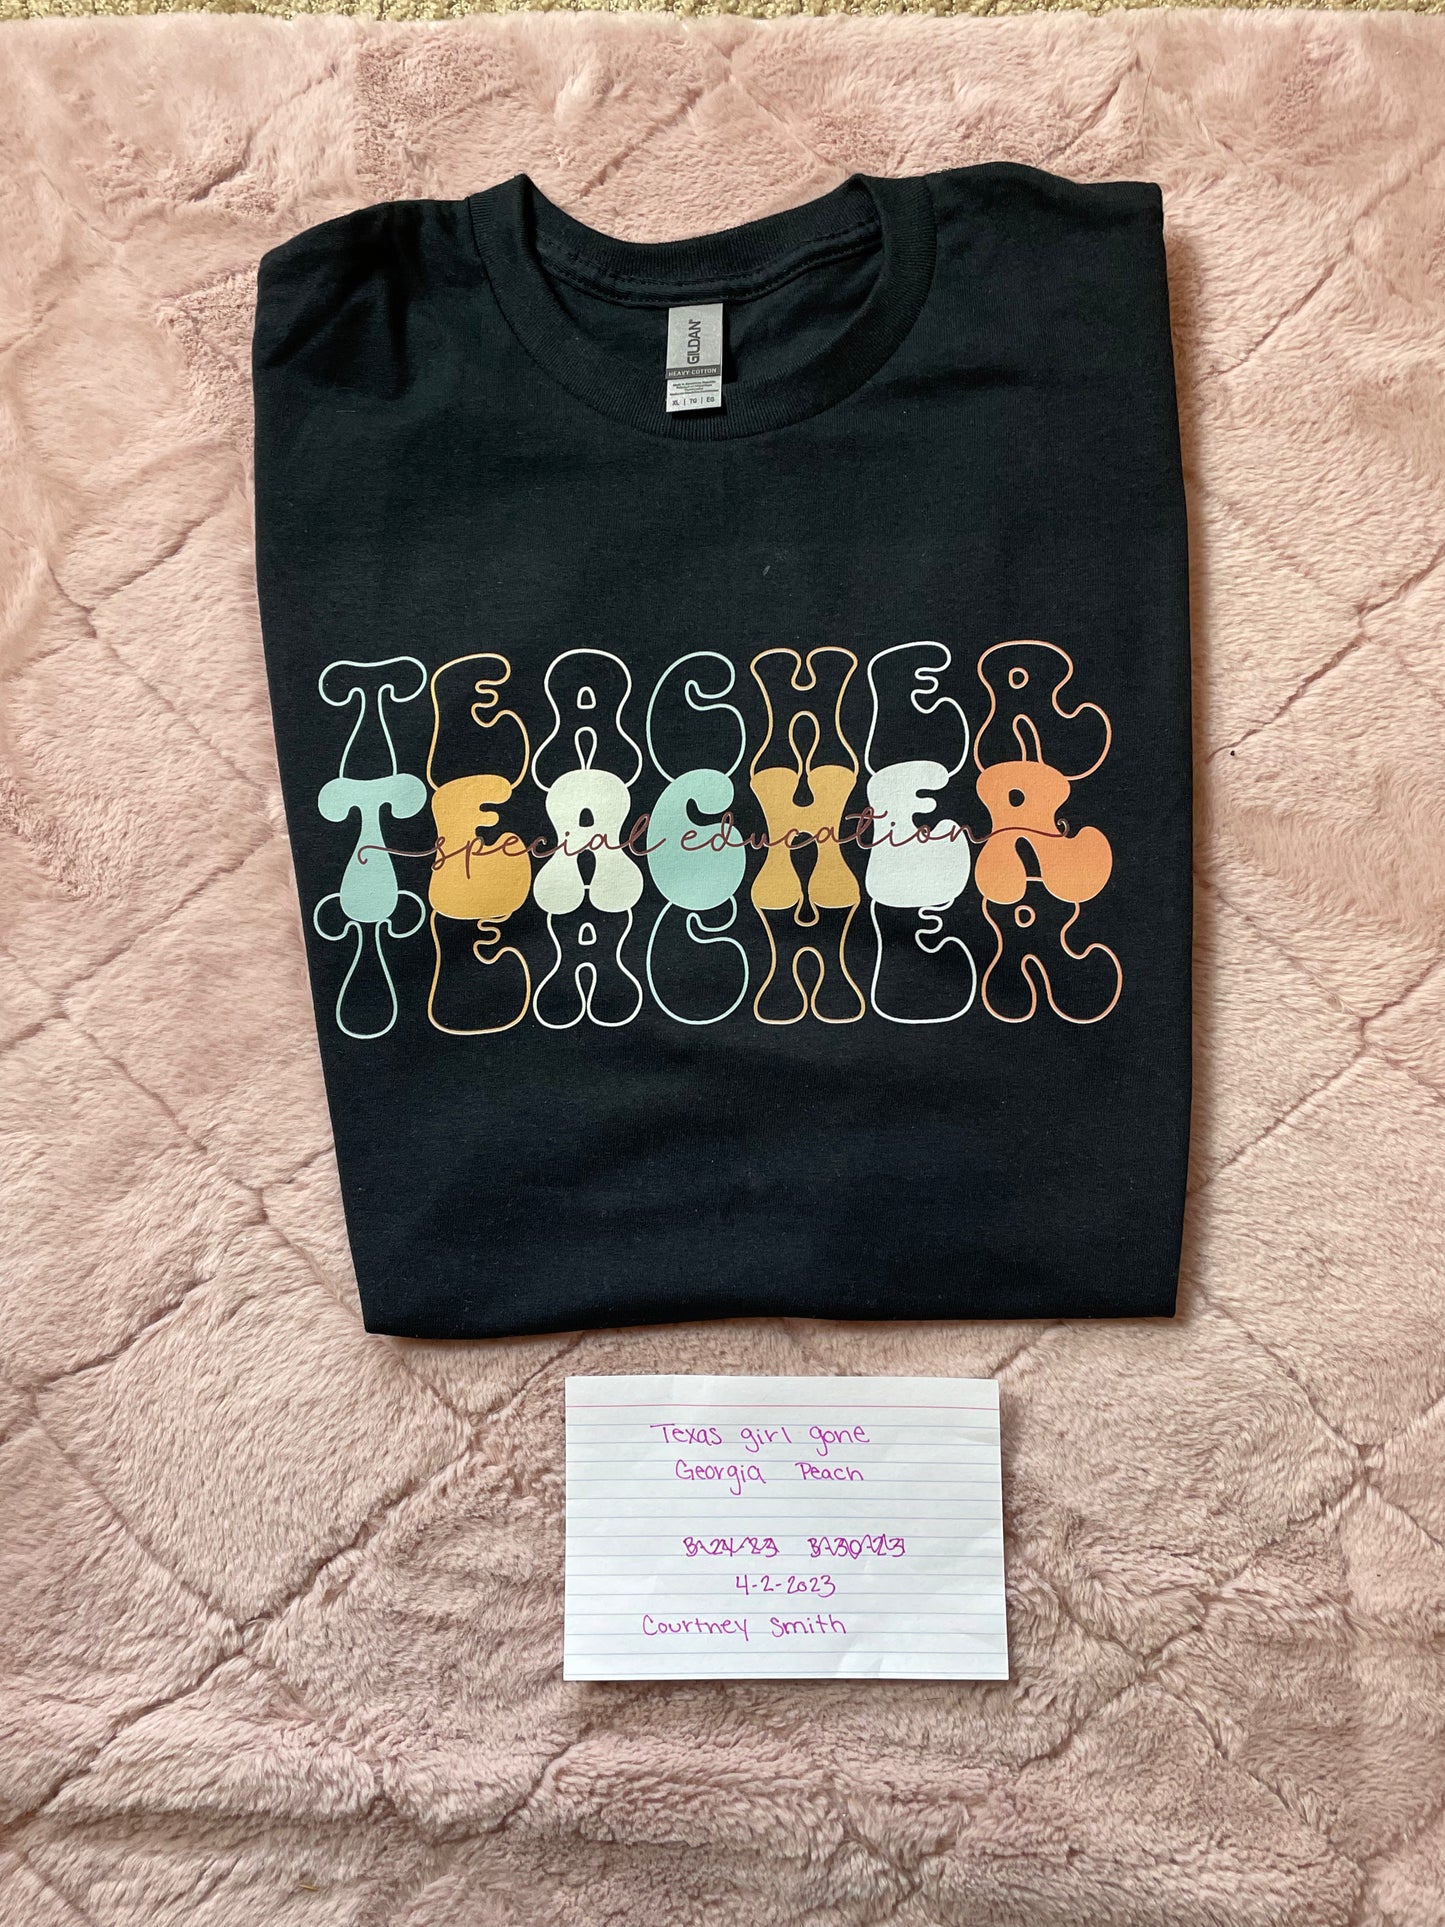 GILDAN®
HEAVY COTTON
XL | TG | EG
TEACHER
TEACHER
special education
TEACHER
Texas girl gone
Georgia Peach
4-2-2023
Courtney Smith